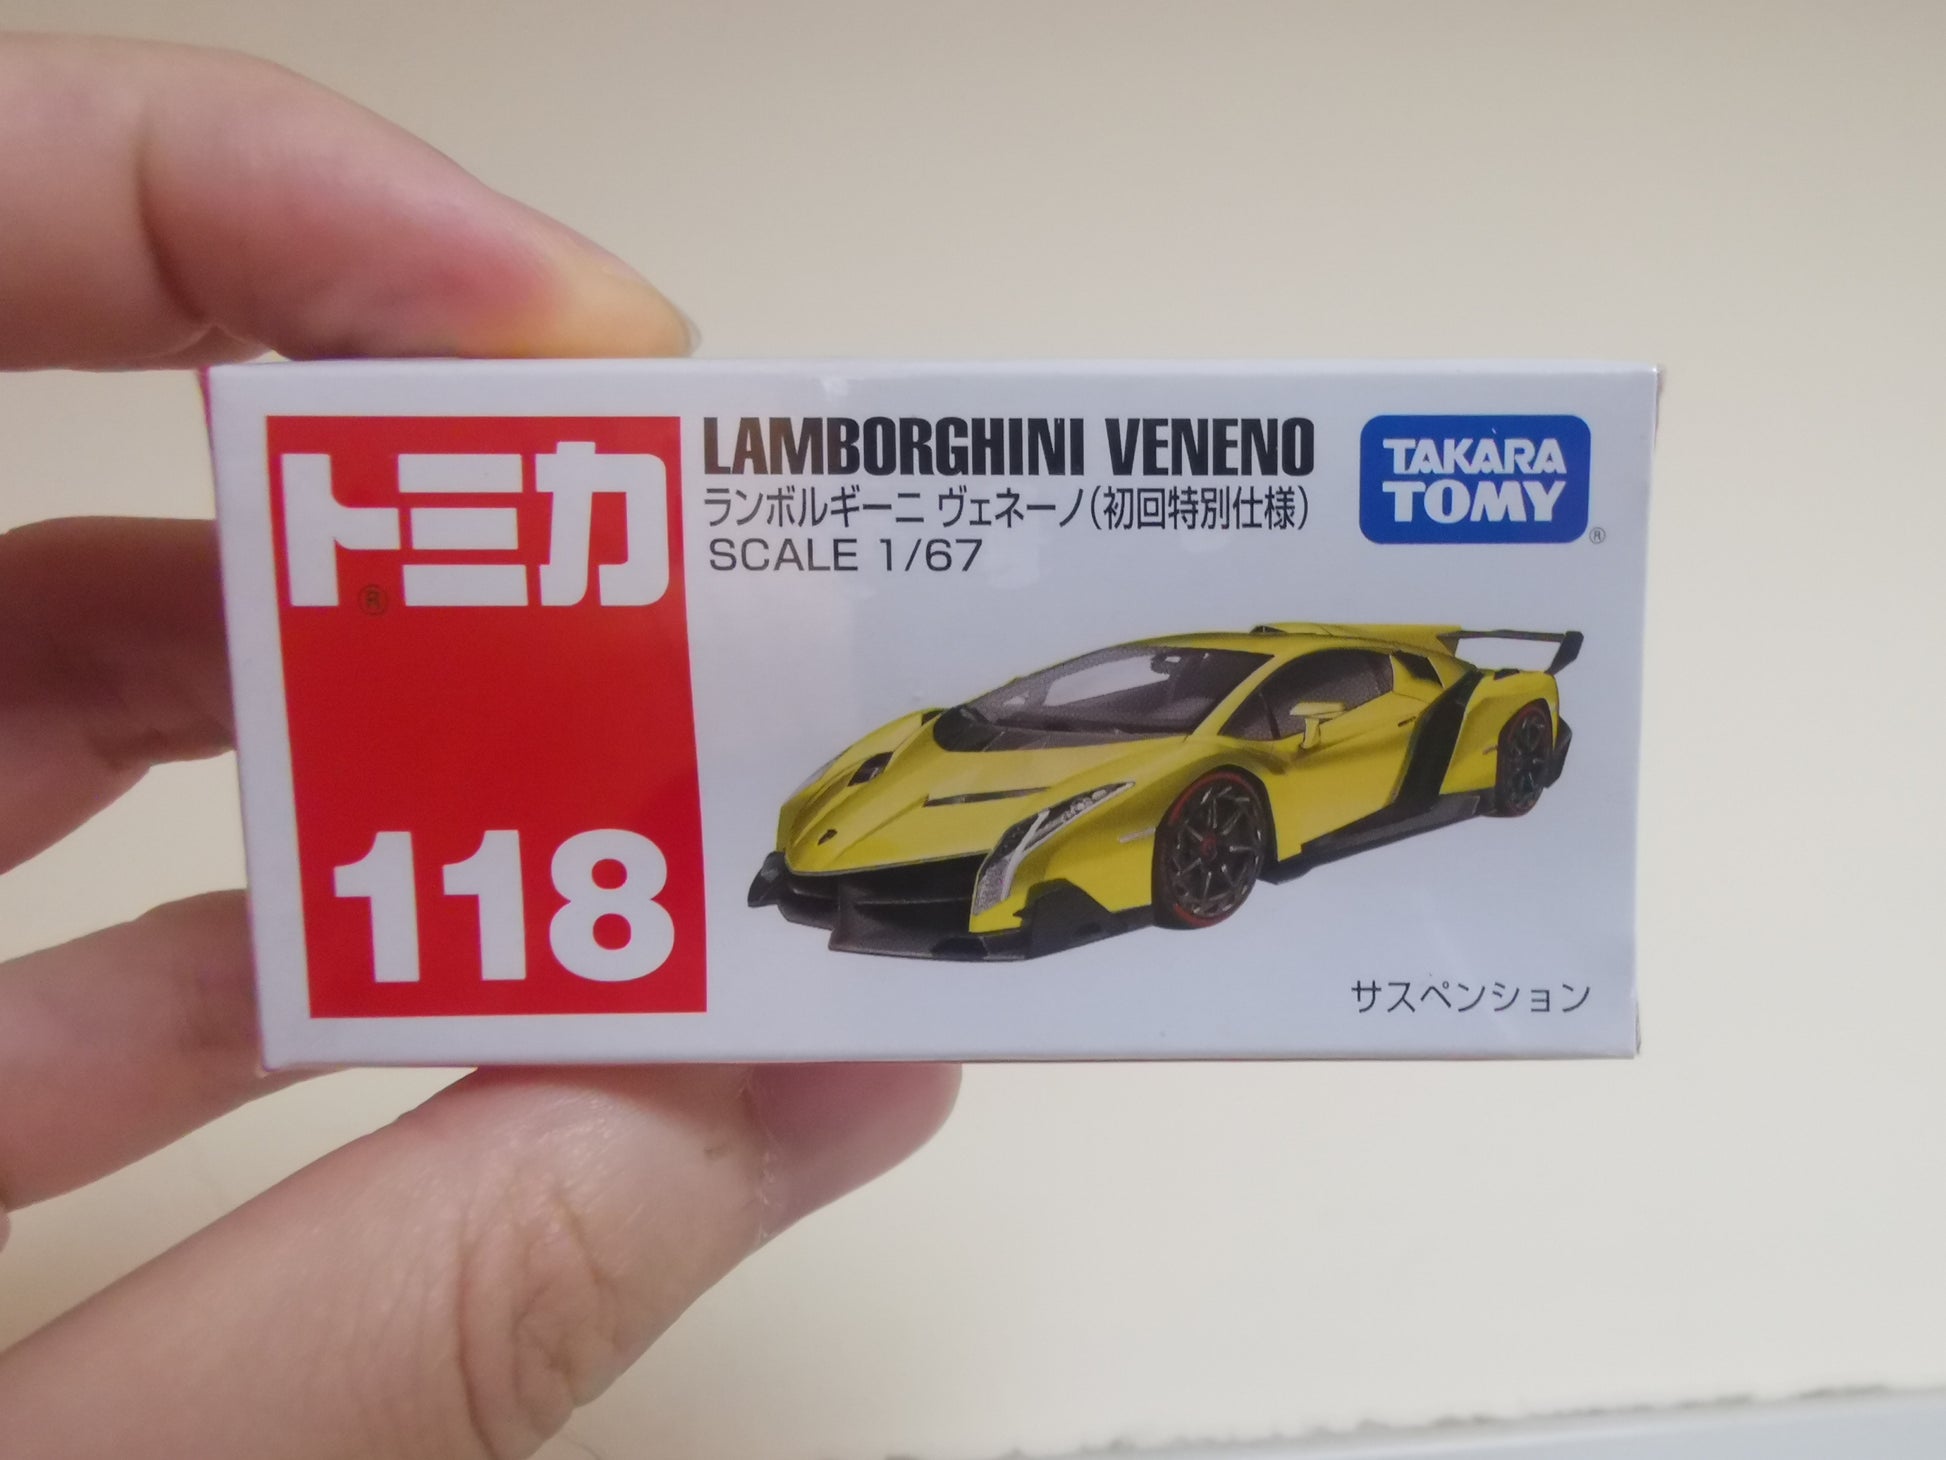 トミカ
®
118
LAMBORGHINI VENENO
ランボルギーニ ヴェネーノ(初回特別仕様)
SCALE 1/67
TAKARA
TOMY
®
サスペンション